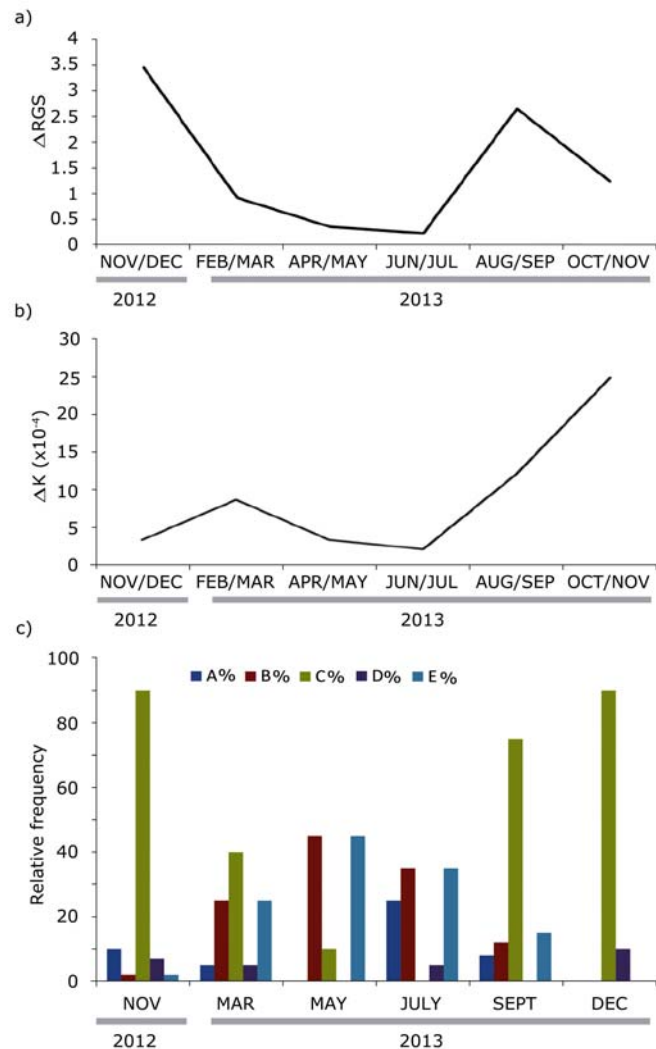 a)
4
3.5
3
2.5
2
1.5
1
0.5
0
ΔRGS
NOV/DEC FEB/MAR APR/MAY JUN/JUL AUG/SEP OCT/NOV
2012 2013
b)
30
25
20
15
10
5
0
ΔK (x10⁻⁴)
NOV/DEC FEB/MAR APR/MAY JUN/JUL AUG/SEP OCT/NOV
2012 2013
c)
A% B% C% D% E%
100
80
60
40
20
0
Relative frequency
NOV MAR MAY JULY SEPT DEC
2012 2013